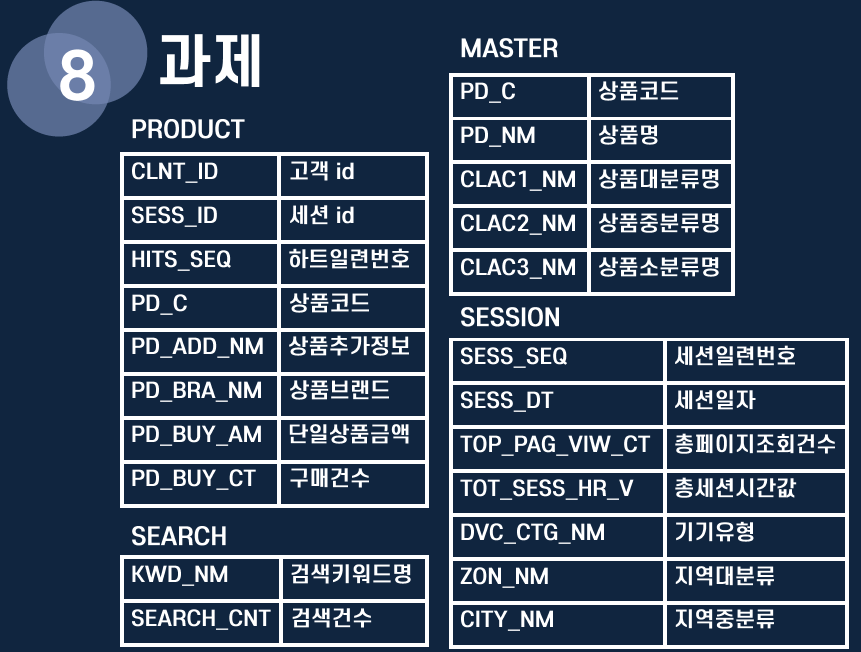 8 과제
PRODUCT
CLNT_ID 고객 id
SESS_ID 세션 id
HITS_SEQ 하트일련번호
PD_C 상품코드
PD_ADD_NM 상품추가정보
PD_BRA_NM 상품브랜드
PD_BUY_AM 단일상품금액
PD_BUY_CT 구매건수
SEARCH
KWD_NM 검색키워드명
SEARCH_CNT 검색건수
MASTER
PD_C 상품코드
PD_NM 상품명
CLAC1_NM 상품대분류명
CLAC2_NM 상품중분류명
CLAC3_NM 상품소분류명
SESSION
SESS_SEQ 세션일련번호
SESS_DT 세션일자
TOP_PAG_VIW_CT 총페이지조회건수
TOT_SESS_HR_V 총세션시간값
DVC_CTG_NM 기기유형
ZON_NM 지역대분류
CITY_NM 지역중분류